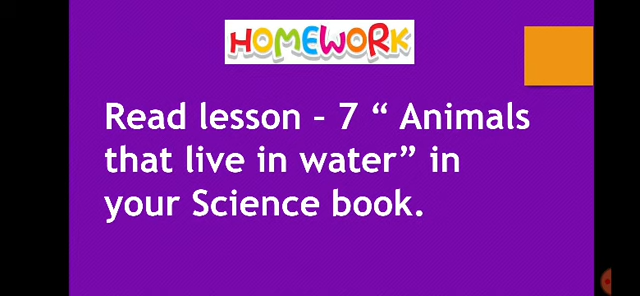 HOMEWORK
Read lesson – 7 “ Animals
that live in water” in
your Science book.